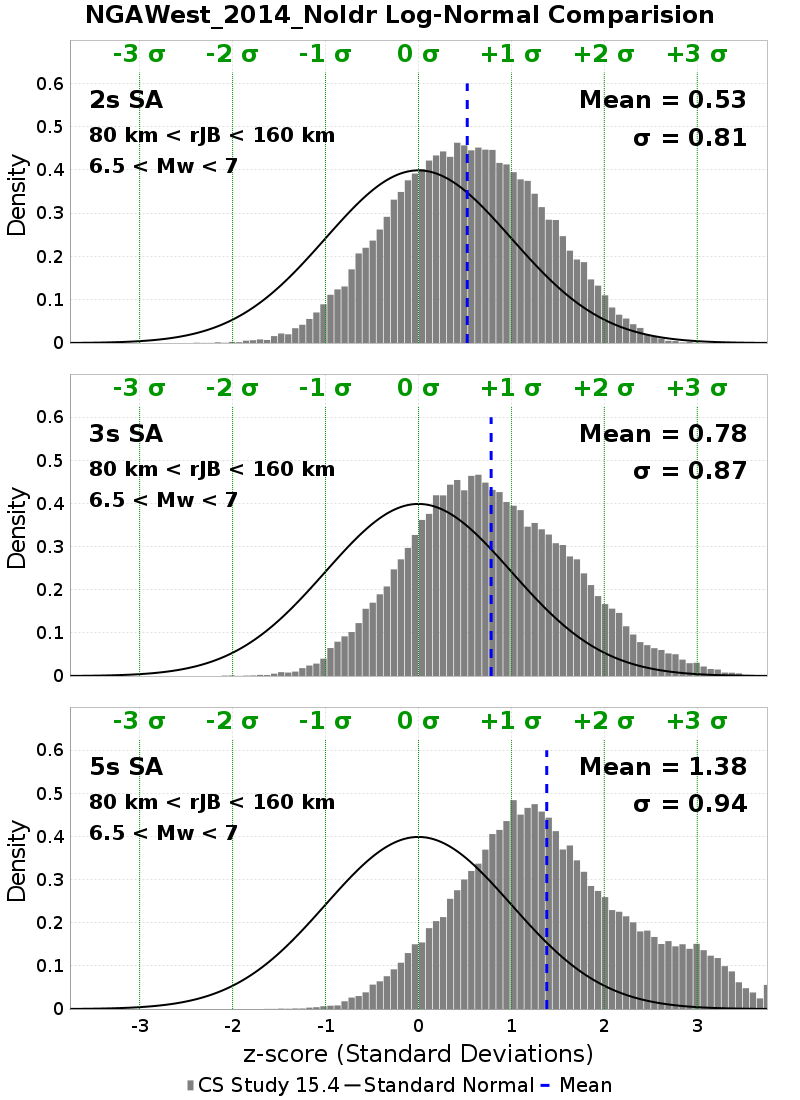 NGAWest_2014_NoIdr Log-Normal Comparision
-3 σ -2 σ -1 σ 0 σ +1 σ +2 σ +3 σ
0.6
2s SA Mean = 0.53
0.5
80 km < rJB < 160 km σ = 0.81
6.5 < Mw < 7
0.4
Density
0.3
0.2
0.1
0
-3 σ -2 σ -1 σ 0 σ +1 σ +2 σ +3 σ
0.6
3s SA Mean = 0.78
0.5
80 km < rJB < 160 km σ = 0.87
6.5 < Mw < 7
0.4
Density
0.3
0.2
0.1
0
-3 σ -2 σ -1 σ 0 σ +1 σ +2 σ +3 σ
0.6
5s SA Mean = 1.38
0.5
80 km < rJB < 160 km σ = 0.94
6.5 < Mw < 7
0.4
Density
0.3
0.2
0.1
0
-3 -2 -1 0 1 2 3
z-score (Standard Deviations)
CS Study 15.4 Standard Normal Mean